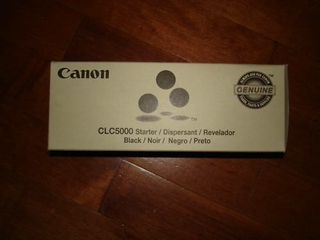 Canon
GENUINE
CLC5000 Starter / Dispersant / Revelador
Black / Noir / Negro / Preto